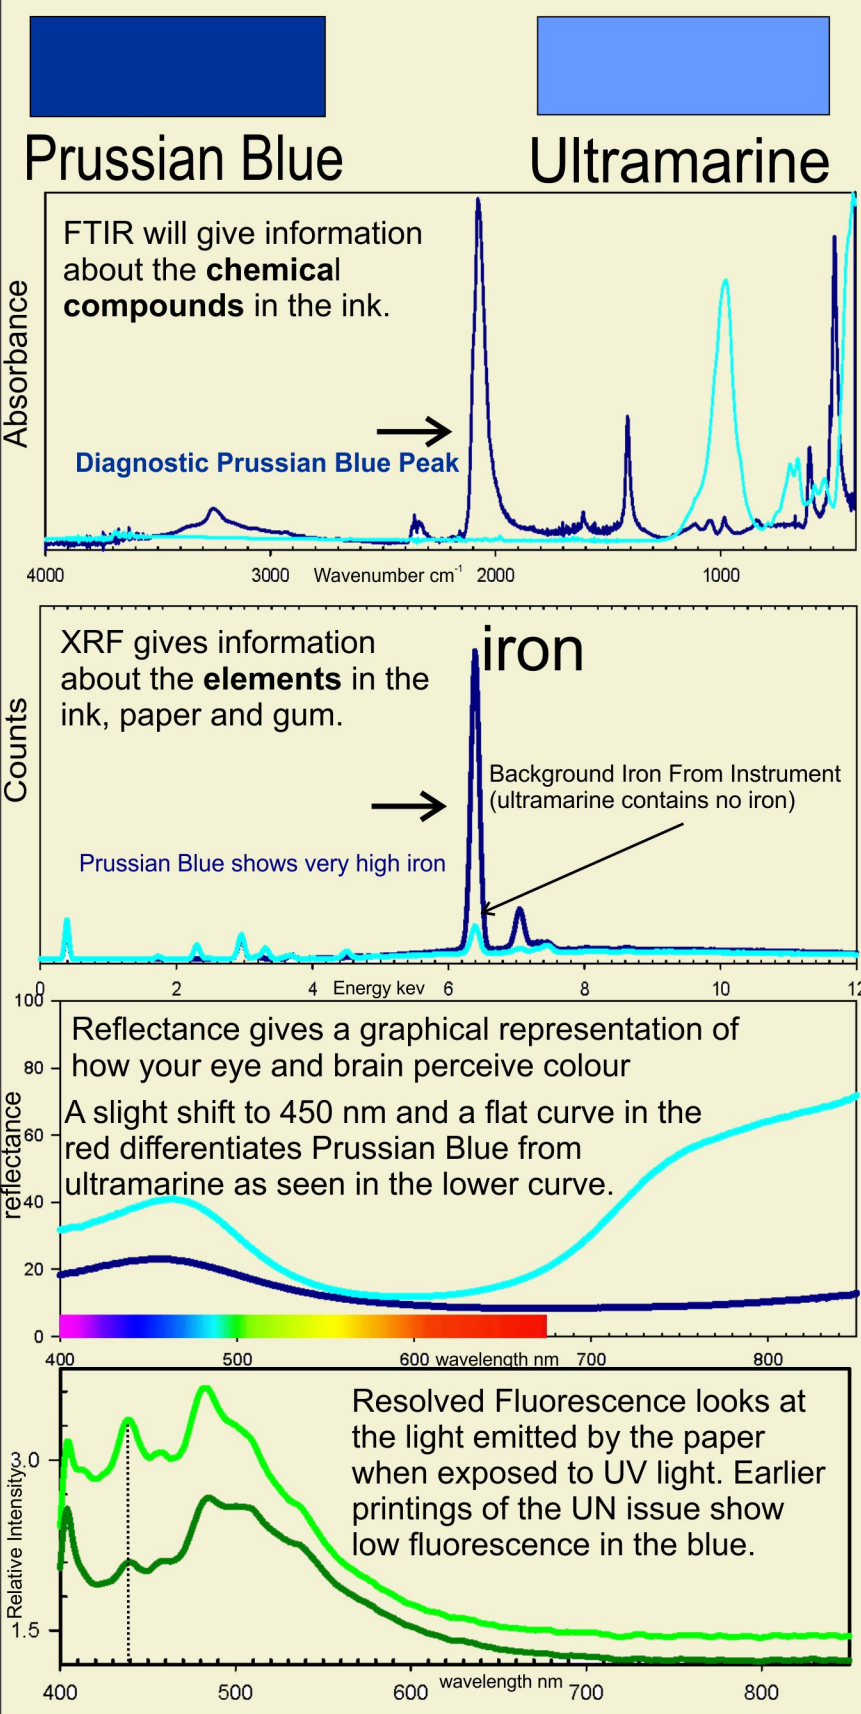 Prussian Blue
Ultramarine
FTIR will give information
about the chemical
compounds in the ink.
Absorbance
Diagnostic Prussian Blue Peak
4000
3000
Wavenumber cm-1
2000
1000
XRF gives information
about the elements in the
ink, paper and gum.
iron
Counts
Background Iron From Instrument
(ultramarine contains no iron)
Prussian Blue shows very high iron
0
2
4
Energy kev
6
8
10
12
100
Reflectance gives a graphical representation of
how your eye and brain perceive colour
80
A slight shift to 450 nm and a flat curve in the
red differentiates Prussian Blue from
ultramarine as seen in the lower curve.
60
reflectance
40
20
0
400
500
600
wavelength nm
700
800
Resolved Fluorescence looks at
the light emitted by the paper
when exposed to UV light. Earlier
printings of the UN issue show
low fluorescence in the blue.
3.0
Relative Intensity
1.5
400
500
600
wavelength nm
700
800